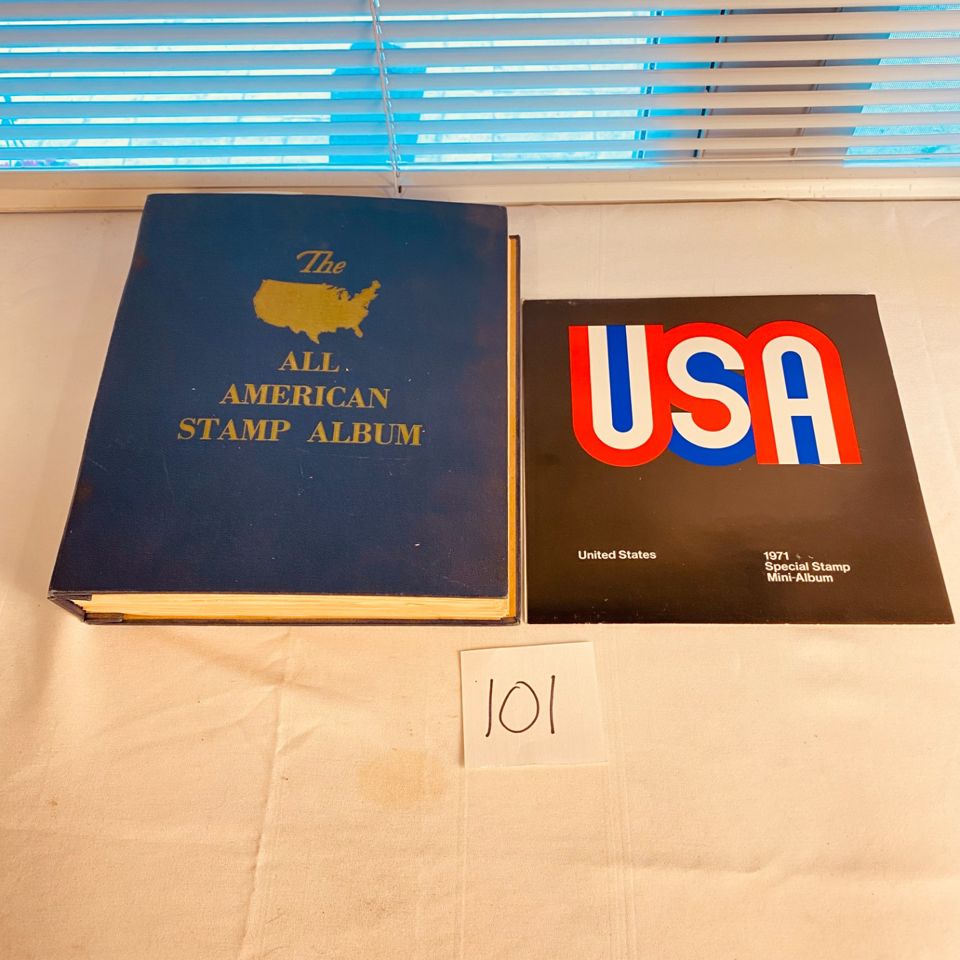 The
ALL
AMERICAN
STAMP ALBUM
USA
United States
1971
Special Stamp
Mini-Album
101